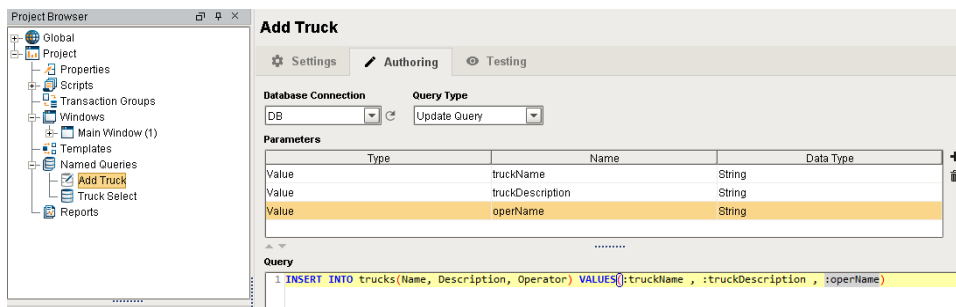 Project Browser
Global
Project
Properties
Scripts
Transaction Groups
Windows
Main Window (1)
Templates
Named Queries
Add Truck
Truck Select
Reports
Add Truck
Settings Authoring Testing
Database Connection Query Type
DB Update Query
Parameters
Type Name Data Type
Value truckName String
Value truckDescription String
Value operName String
Query
1 INSERT INTO trucks(Name, Description, Operator) VALUES(:truckName , :truckDescription , :operName)